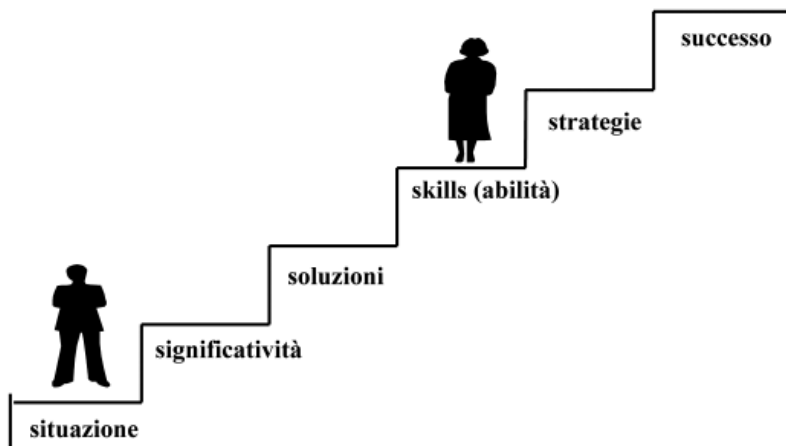 successo
strategie
skills (abilità)
soluzioni
significatività
situazione